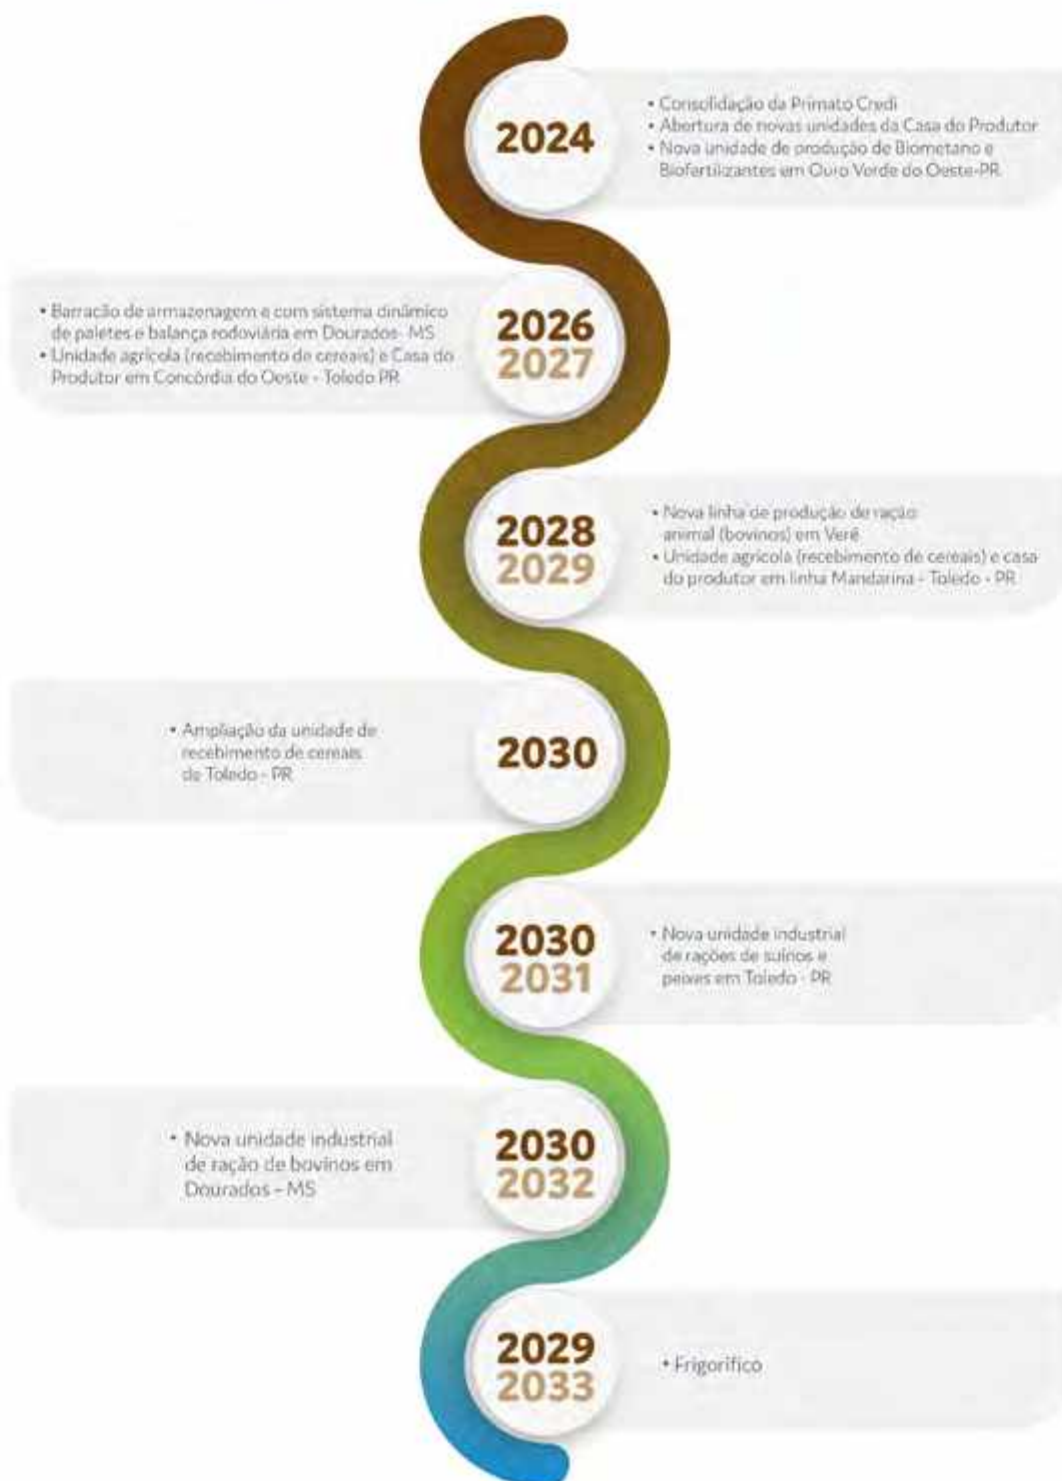 2024
• Consolidação da Primato Credi
• Abertura de novas unidades da Casa do Produtor
• Nova unidade de produção de Biometano e
Biofertilizantes em Ouro Verde do Oeste-PR
• Barracão de armazenagem e com sistema dinâmico
de paletes e balança rodoviária em Dourados- MS
• Unidade agrícola (recebimento de cereais) e Casa do
Produtor em Concórdia do Oeste - Toledo PR
2026
2027
2028
2029
• Nova linha de produção de ração
animal (bovinos) em Verê
• Unidade agrícola (recebimento de cereais) e casa
do produtor em linha Mandarina - Toledo - PR
• Ampliação da unidade de
recebimento de cereais
de Toledo - PR
2030
2030
2031
• Nova unidade industrial
de rações de suínos e
peixes em Toledo - PR
• Nova unidade industrial
de ração de bovinos em
Dourados - MS
2030
2032
2029
2033
• Frigorífico